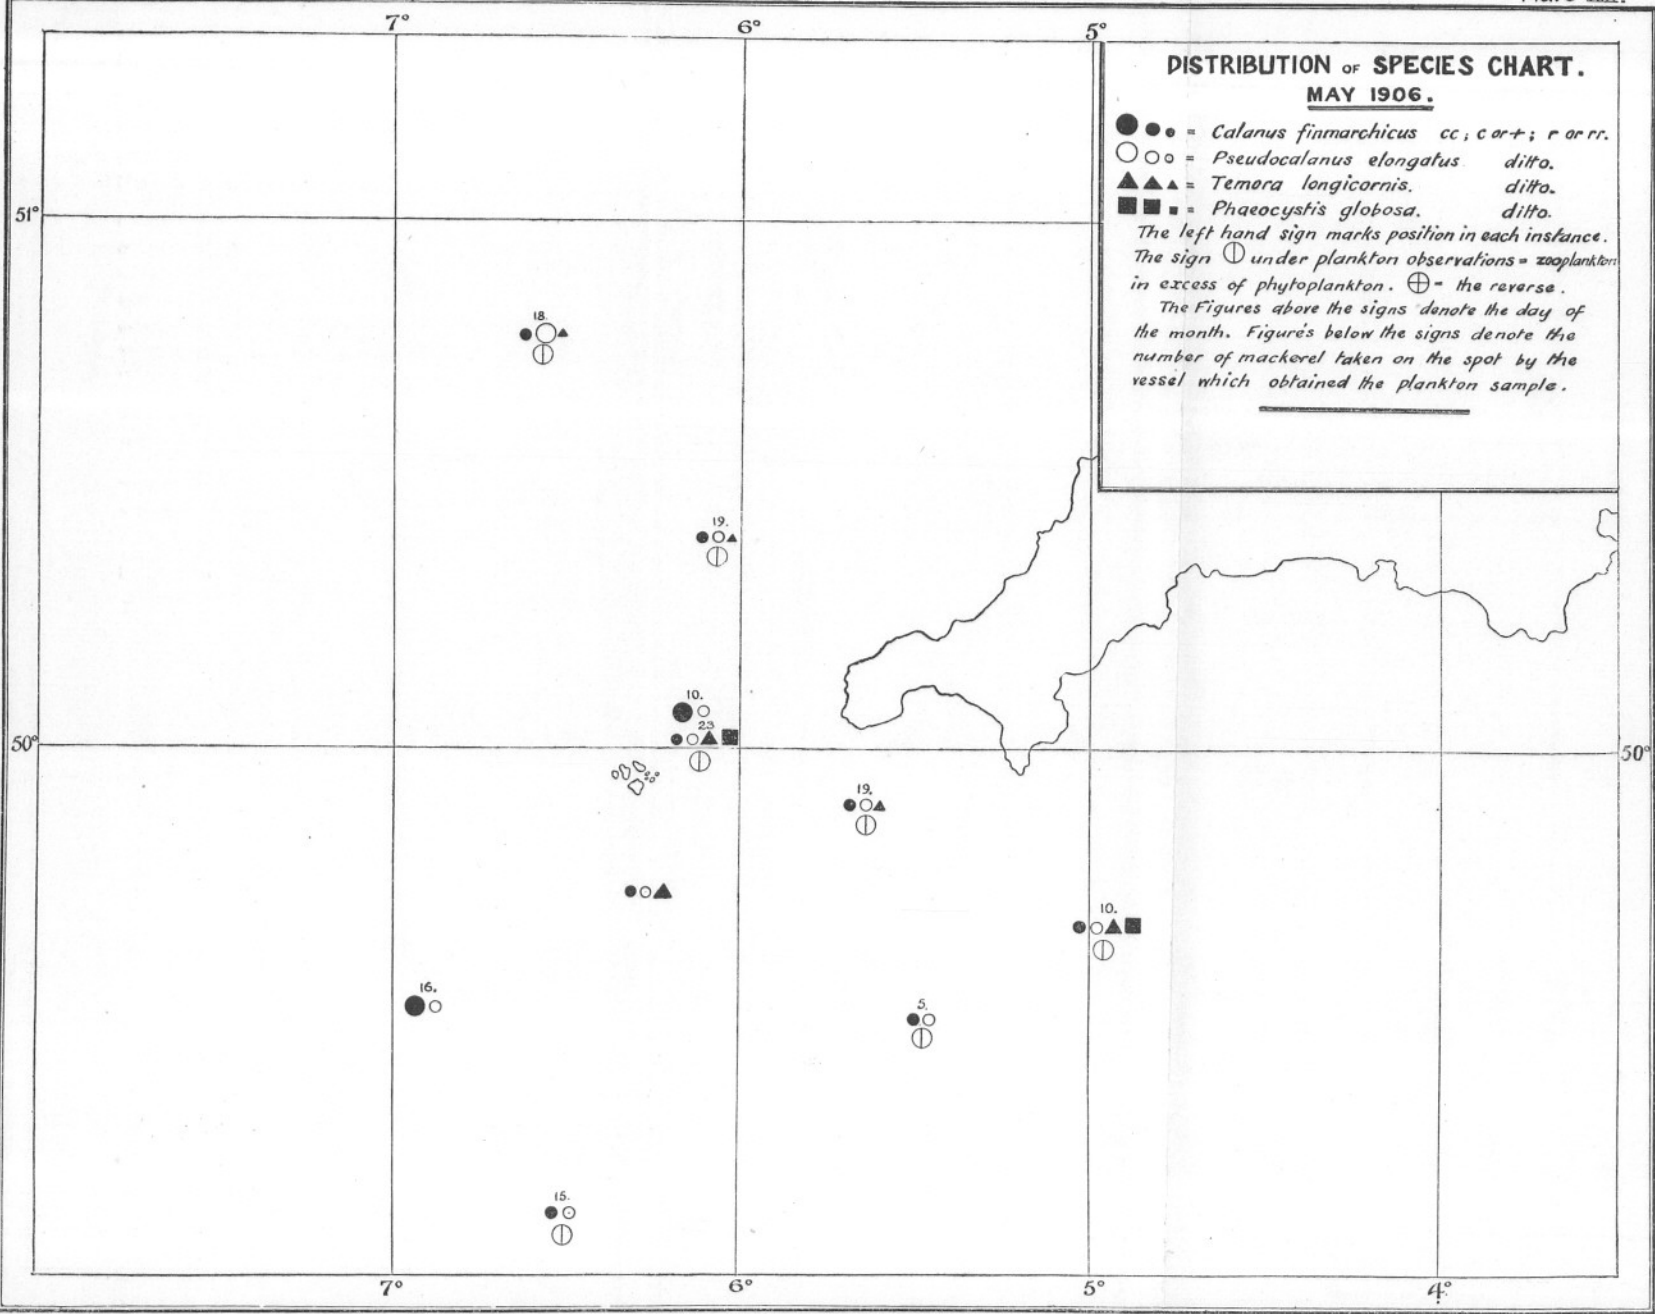 7°
6°
5°
DISTRIBUTION OF SPECIES CHART.
MAY 1906.
= Calanus finmarchicus cc; c or +; r or rr.
= Pseudocalanus elongatus. ditto.
= Temora longicornis. ditto.
= Phaeocystis globosa. ditto.
The left hand sign marks position in each instance.
The sign under plankton observations = zooplankton
in excess of phytoplankton. = the reverse.
The Figures above the signs denote the day of
the month. Figures below the signs denote the
number of mackerel taken on the spot by the
vessel which obtained the plankton sample.
51°
18.
19.
10.
23
50°
50°
19.
10.
16.
5.
15.
7°
6°
5°
4°